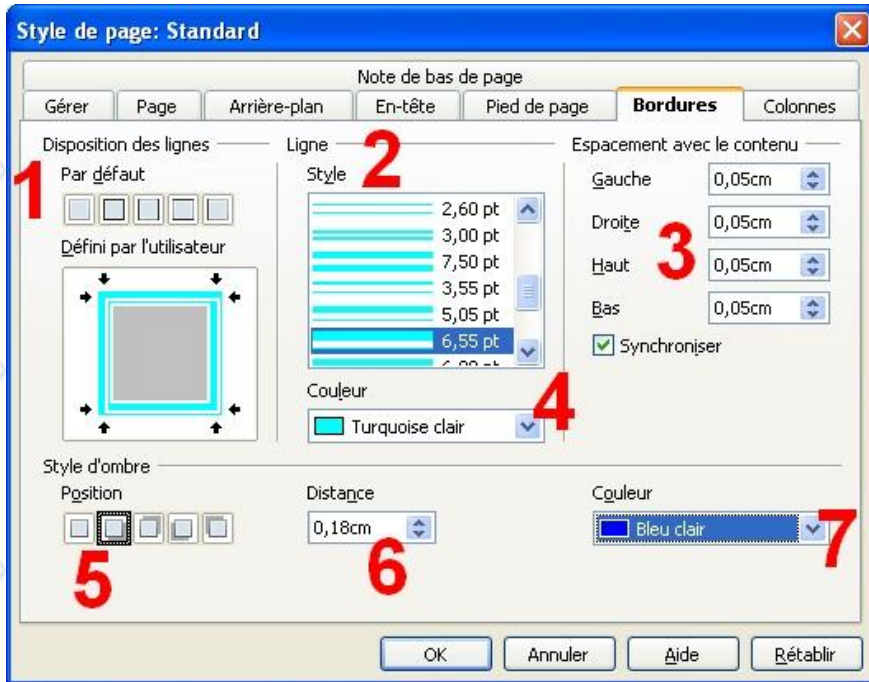 Style de page: Standard
Note de bas de page
Gérer Page Arrière-plan En-tête Pied de page Bordures Colonnes
Disposition des lignes Ligne Espacement avec le contenu
1 Par défaut 2 Style Gauche 0,05cm
2,60 pt
3,00 pt Droite 0,05cm
Défini par l'utilisateur 7,50 pt 3
3,55 pt Haut 0,05cm
5,05 pt Bas 0,05cm
6,55 pt Synchroniser
Couleur 4
Turquoise clair
Style d'ombre
Position Distance Couleur
0,18cm Bleu clair 7
5 6
OK Annuler Aide Rétablir